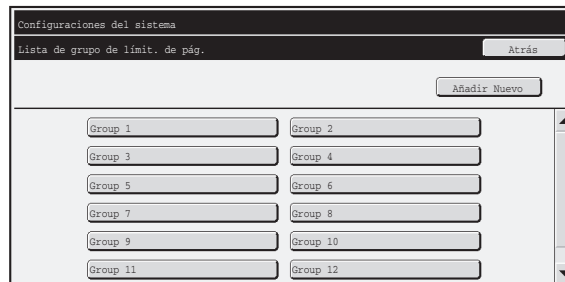 Configuraciones del sistema
Lista de grupo de límit. de pág.
Atrás
Añadir Nuevo
Group 1
Group 2
Group 3
Group 4
Group 5
Group 6
Group 7
Group 8
Group 9
Group 10
Group 11
Group 12